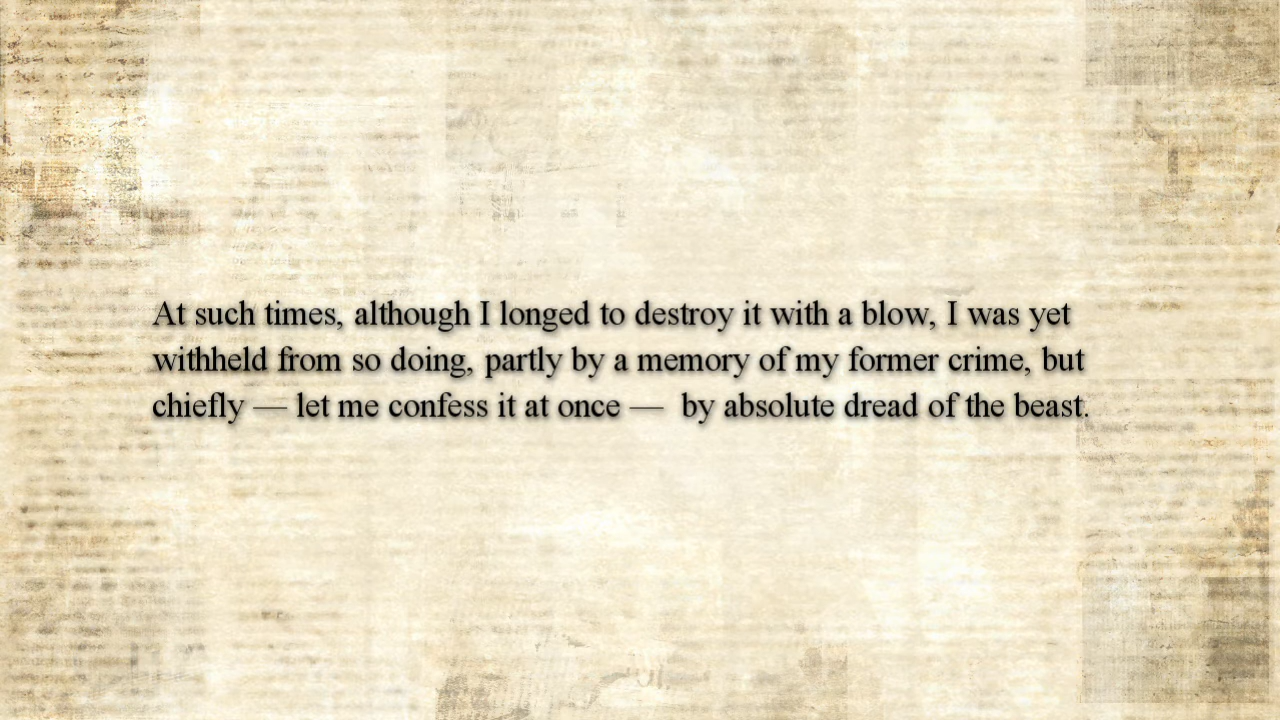 At such times, although I longed to destroy it with a blow, I was yet
withheld from so doing, partly by a memory of my former crime, but
chiefly — let me confess it at once —  by absolute dread of the beast.